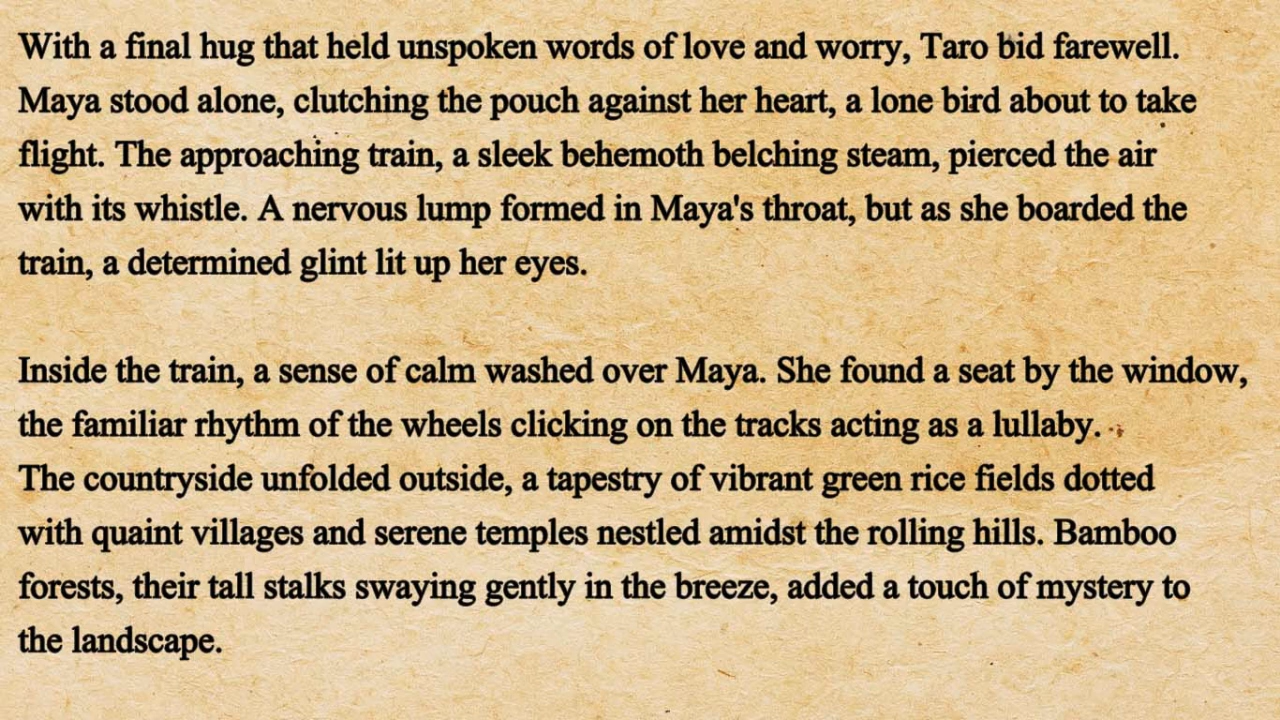 With a final hug that held unspoken words of love and worry, Taro bid farewell.
Maya stood alone, clutching the pouch against her heart, a lone bird about to take
flight. The approaching train, a sleek behemoth belching steam, pierced the air
with its whistle. A nervous lump formed in Maya's throat, but as she boarded the
train, a determined glint lit up her eyes.
Inside the train, a sense of calm washed over Maya. She found a seat by the window,
the familiar rhythm of the wheels clicking on the tracks acting as a lullaby.
The countryside unfolded outside, a tapestry of vibrant green rice fields dotted
with quaint villages and serene temples nestled amidst the rolling hills. Bamboo
forests, their tall stalks swaying gently in the breeze, added a touch of mystery to
the landscape.